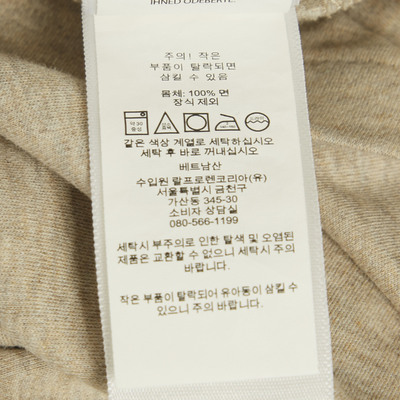 IHNED ODEBERTE.
주의! 작은
부품이 탈락되면
삼킬 수 있음
몸체: 100% 면
장식 제외
약 30
중성
같은 색상 계열로 세탁하십시오
세탁 후 바로 꺼내십시오
베트남산
수입원 랄프로렌코리아(유)
서울특별시 금천구
가산동 345-30
소비자 상담실
080-566-1199
세탁시 부주의로 인한 탈색 및 오염된
제품은 교환할 수 없으니 세탁시 주의
바랍니다.
작은 부품이 탈락되어 유아동이 삼킬 수
있으니 주의 바랍니다.